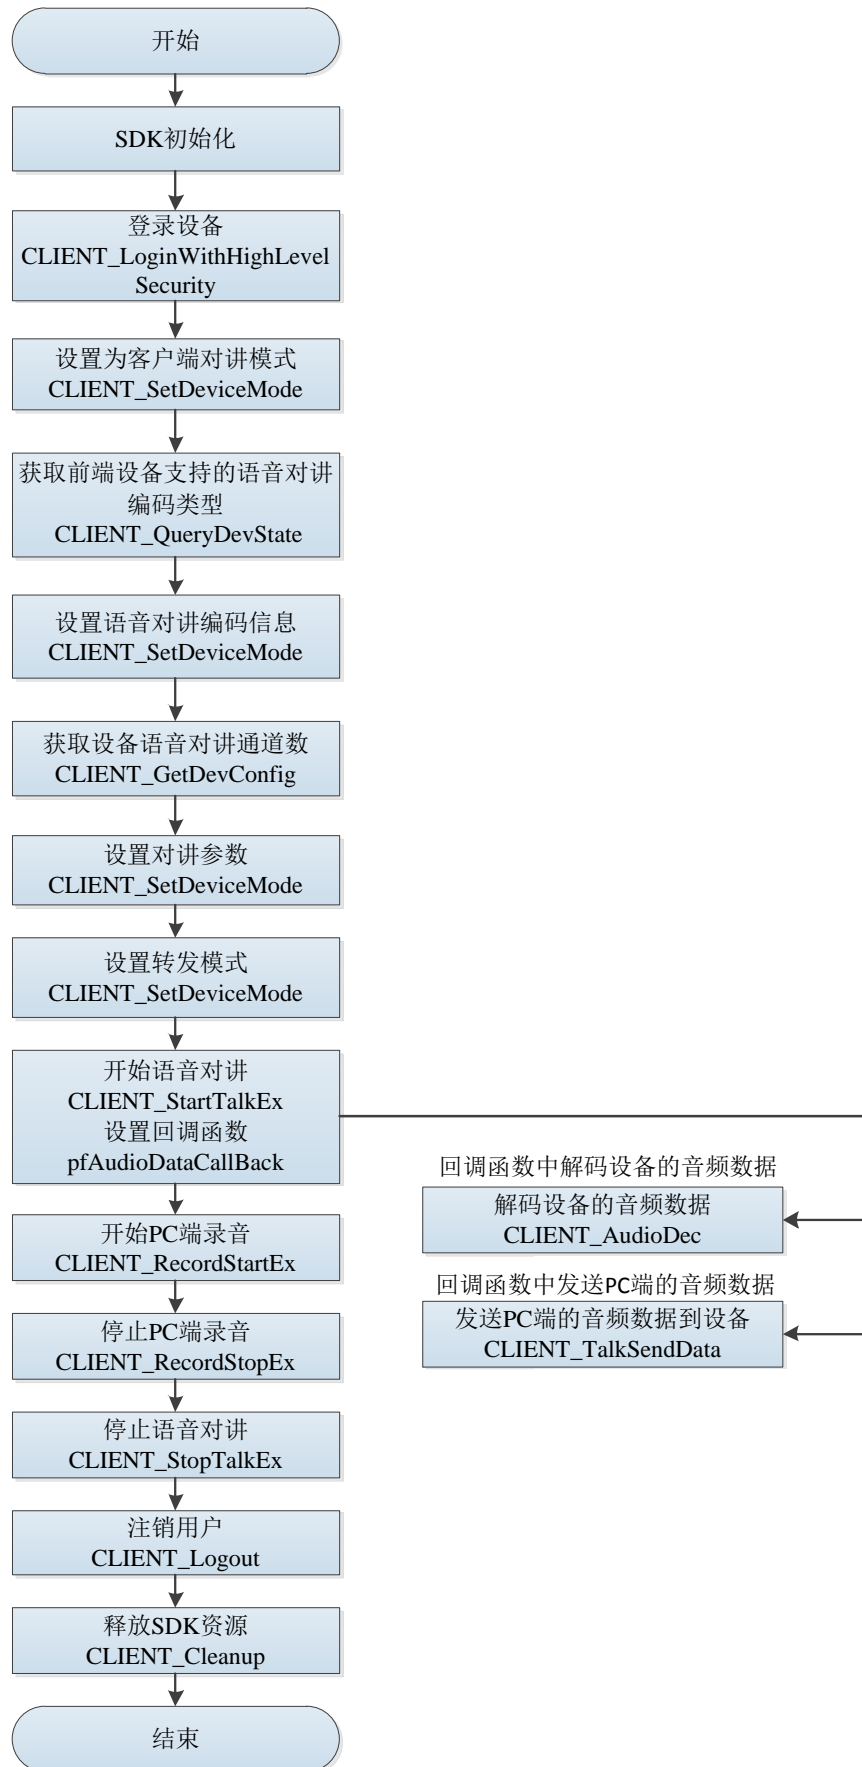 开始
SDK初始化
登录设备
CLIENT_LoginWithHighLevel
Security
设置为客户端对讲模式
CLIENT_SetDeviceMode
获取前端设备支持的语音对讲
编码类型
CLIENT_QueryDevState
设置语音对讲编码信息
CLIENT_SetDeviceMode
获取设备语音对讲通道数
CLIENT_GetDevConfig
设置对讲参数
CLIENT_SetDeviceMode
设置转发模式
CLIENT_SetDeviceMode
开始语音对讲
CLIENT_StartTalkEx
设置回调函数
pfAudioDataCallBack
回调函数中解码设备的音频数据
解码设备的音频数据
CLIENT_AudioDec
回调函数中发送PC端的音频数据
发送PC端的音频数据到设备
CLIENT_TalkSendData
开始PC端录音
CLIENT_RecordStartEx
停止PC端录音
CLIENT_RecordStopEx
停止语音对讲
CLIENT_StopTalkEx
注销用户
CLIENT_Logout
释放SDK资源
CLIENT_Cleanup
结束